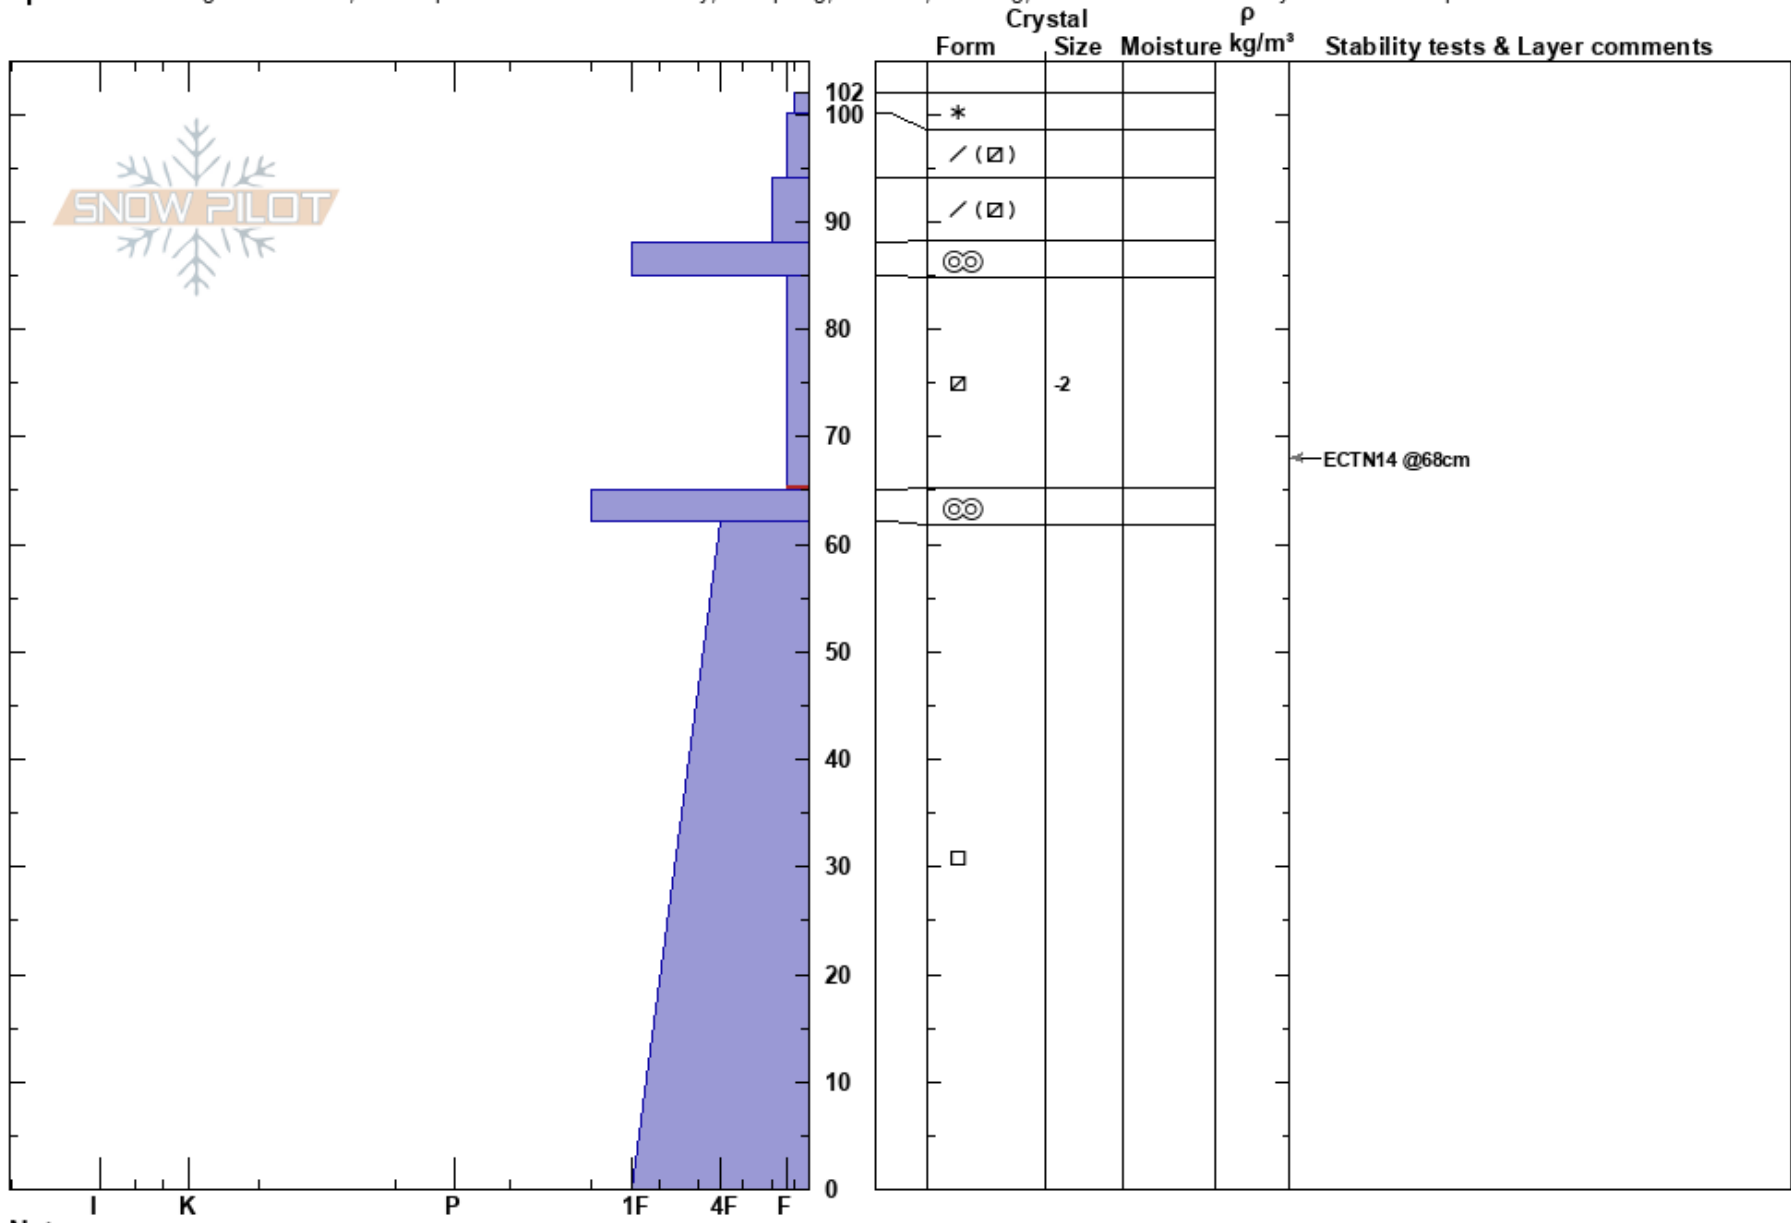 Crystal
ρ
Form Size Moisture kg/m³ Stability tests & Layer comments
102
100
SNOW PILOT
* 
/ (⧄)
/ (⧄)
90
80
⧄ -2
70
ECTN14 @68cm
60
50
40
30
□
20
10
0
I K P 1F 4F F